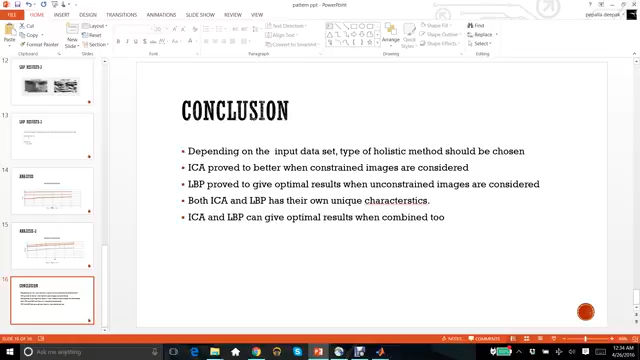 pattern ppt - PowerPoint
pepalla deepak
FILE
HOME
INSERT
DESIGN
TRANSITIONS
ANIMATIONS
SLIDE SHOW
REVIEW
VIEW
Paste
Cut
Copy
Format Painter
Clipboard
New
Slide
Layout
Reset
Section
Slides
Font
Text Direction
Align Text
Convert to SmartArt
Paragraph
Drawing
Arrange
Quick
Styles
Shape Fill
Shape Outline
Shape Effects
Find
Replace
Select
Editing
12
LBP RESULTS-2
13
LBP RESULTS-3
14
ANALYSIS
15
ANALYSIS-2
16
CONCLUSION
CONCLUSION
Depending on the input data set, type of holistic method should be chosen
ICA proved to better when constrained images are considered
LBP proved to give optimal results when unconstrained images are considered
Both ICA and LBP has their own unique characterstics.
ICA and LBP can give optimal results when combined too
SLIDE 16 OF 16
NOTES
COMMENTS
Ask me anything
12:34 AM
4/26/2016